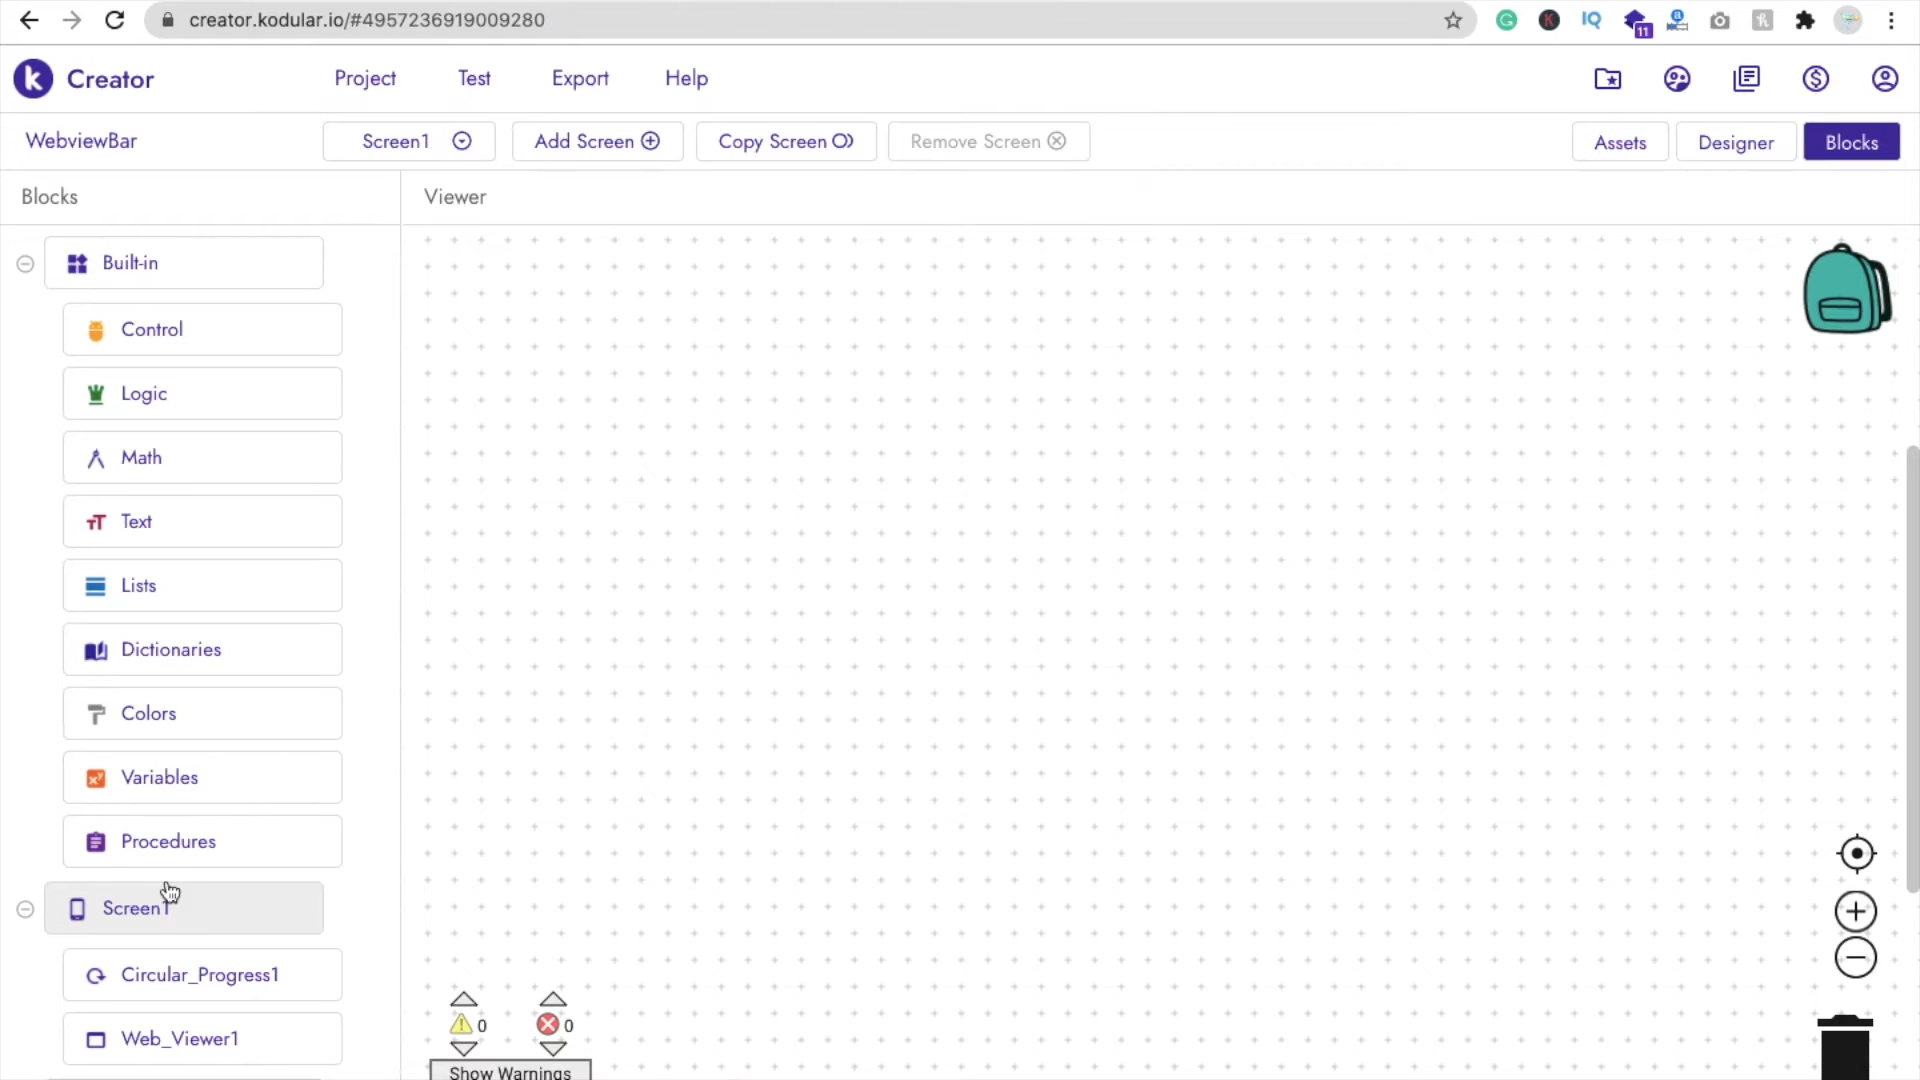 creator.kodular.io/#4957236919009280
11
Creator
Project Test Export Help
WebviewBar
Screen1
Add Screen
Copy Screen
Remove Screen
Assets
Designer
Blocks
Blocks
Viewer
Built-in
Control
Logic
Math
Text
Lists
Dictionaries
Colors
Variables
Procedures
Screen1
Circular_Progress1
Web_Viewer1
0
0
Show Warnings